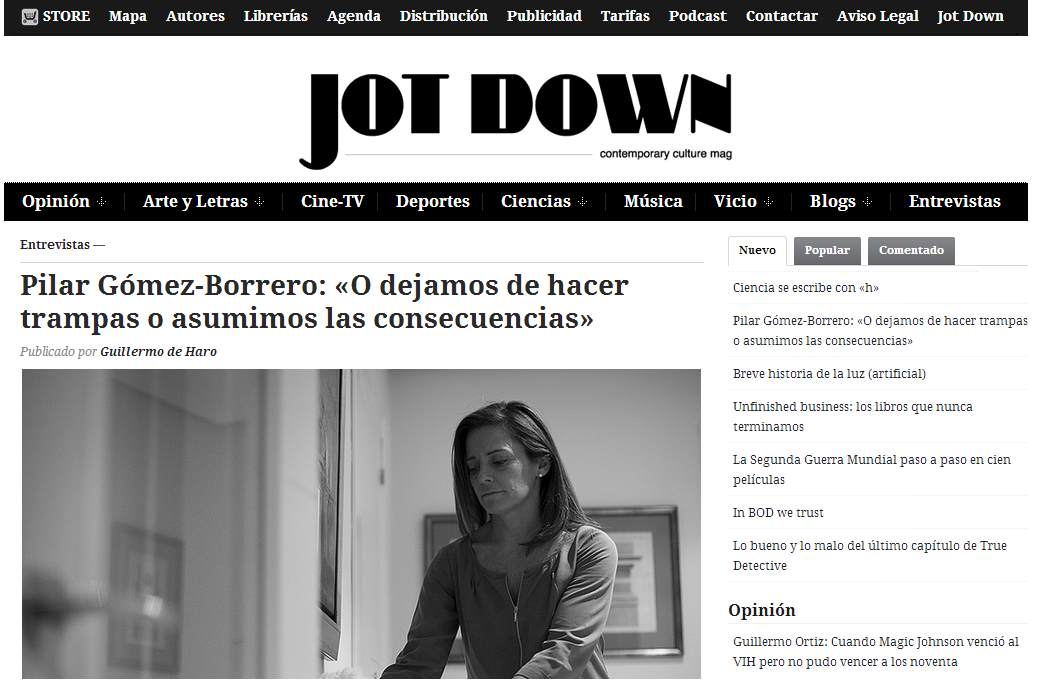 STORE Mapa Autores Librerías Agenda Distribución Publicidad Tarifas Podcast Contactar Aviso Legal Jot Down
JOT DOWN
contemporary culture mag
Opinión Arte y Letras Cine-TV Deportes Ciencias Música Vicio Blogs Entrevistas
Entrevistas —
Pilar Gómez-Borrero: «O dejamos de hacer
trampas o asumimos las consecuencias»
Publicado por Guillermo de Haro
Nuevo Popular Comentado
Ciencia se escribe con «h»
Pilar Gómez-Borrero: «O dejamos de hacer trampas
o asumimos las consecuencias»
Breve historia de la luz (artificial)
Unfinished business: los libros que nunca
terminamos
La Segunda Guerra Mundial paso a paso en cien
películas
In BOD we trust
Lo bueno y lo malo del último capítulo de True
Detective
Opinión
Guillermo Ortiz: Cuando Magic Johnson venció al
VIH pero no pudo vencer a los noventa